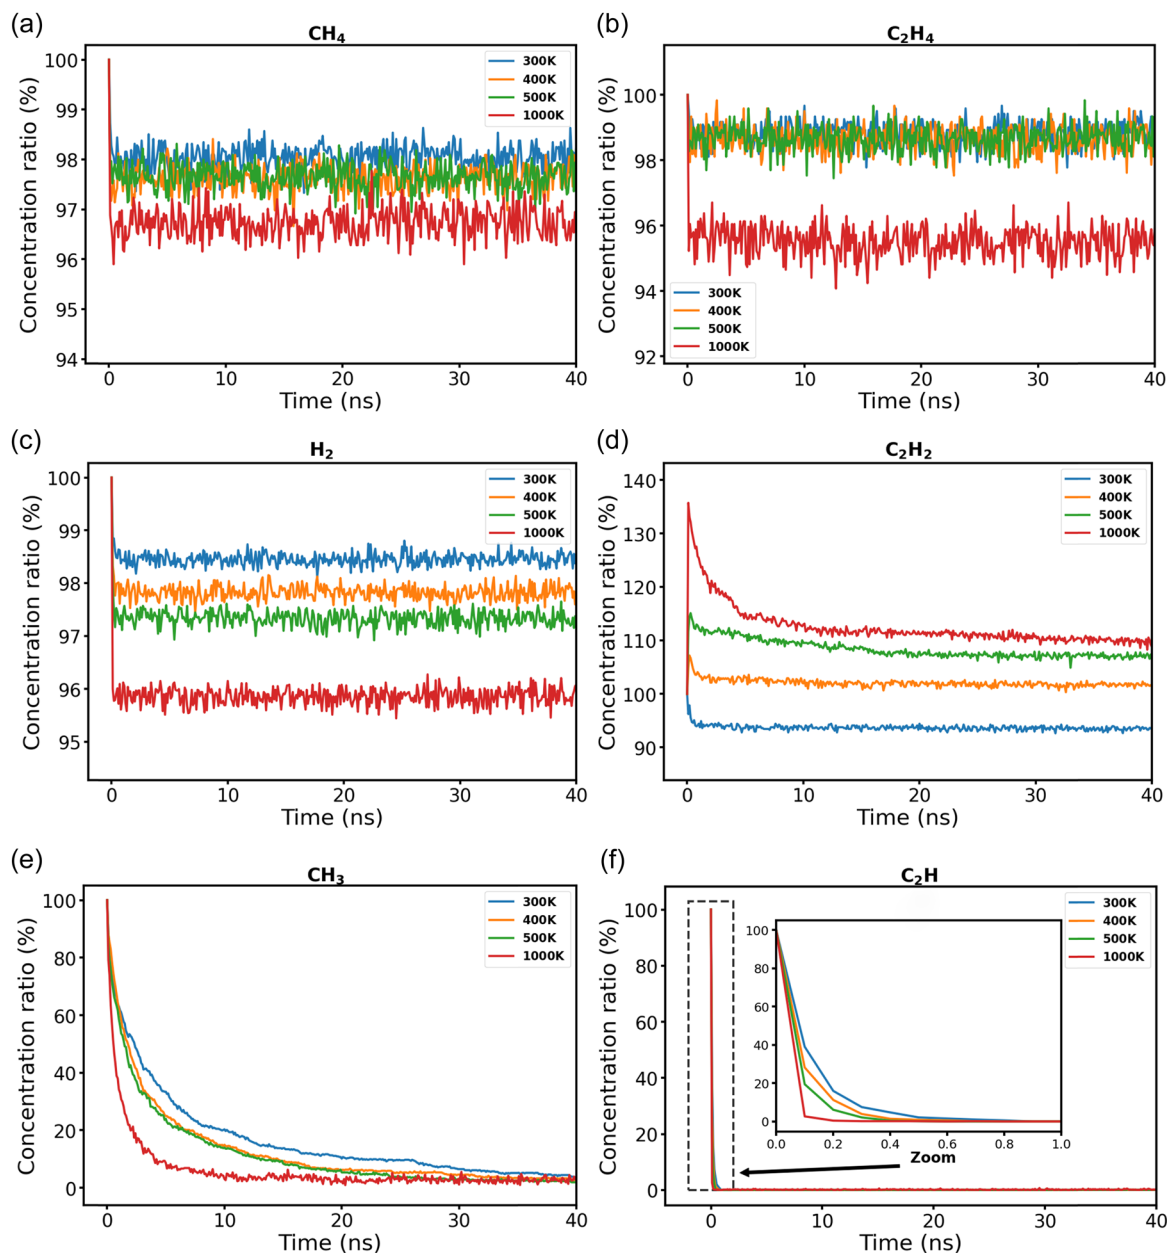 (a)
CH₄
Concentration ratio (%)
100
99
98
97
96
95
94
0 10 20 30 40
Time (ns)
300K
400K
500K
1000K
(b)
C₂H₄
Concentration ratio (%)
100
98
96
94
92
0 10 20 30 40
Time (ns)
300K
400K
500K
1000K
(c)
H₂
Concentration ratio (%)
100
99
98
97
96
95
0 10 20 30 40
Time (ns)
300K
400K
500K
1000K
(d)
C₂H₂
Concentration ratio (%)
140
130
120
110
100
90
0 10 20 30 40
Time (ns)
300K
400K
500K
1000K
(e)
CH₃
Concentration ratio (%)
100
80
60
40
20
0
0 10 20 30 40
Time (ns)
300K
400K
500K
1000K
(f)
C₂H
Concentration ratio (%)
100
80
60
40
20
0
0 10 20 30 40
Time (ns)
300K
400K
500K
1000K
100
80
60
40
20
0
0.0 0.2 0.4 0.6 0.8 1.0
Zoom